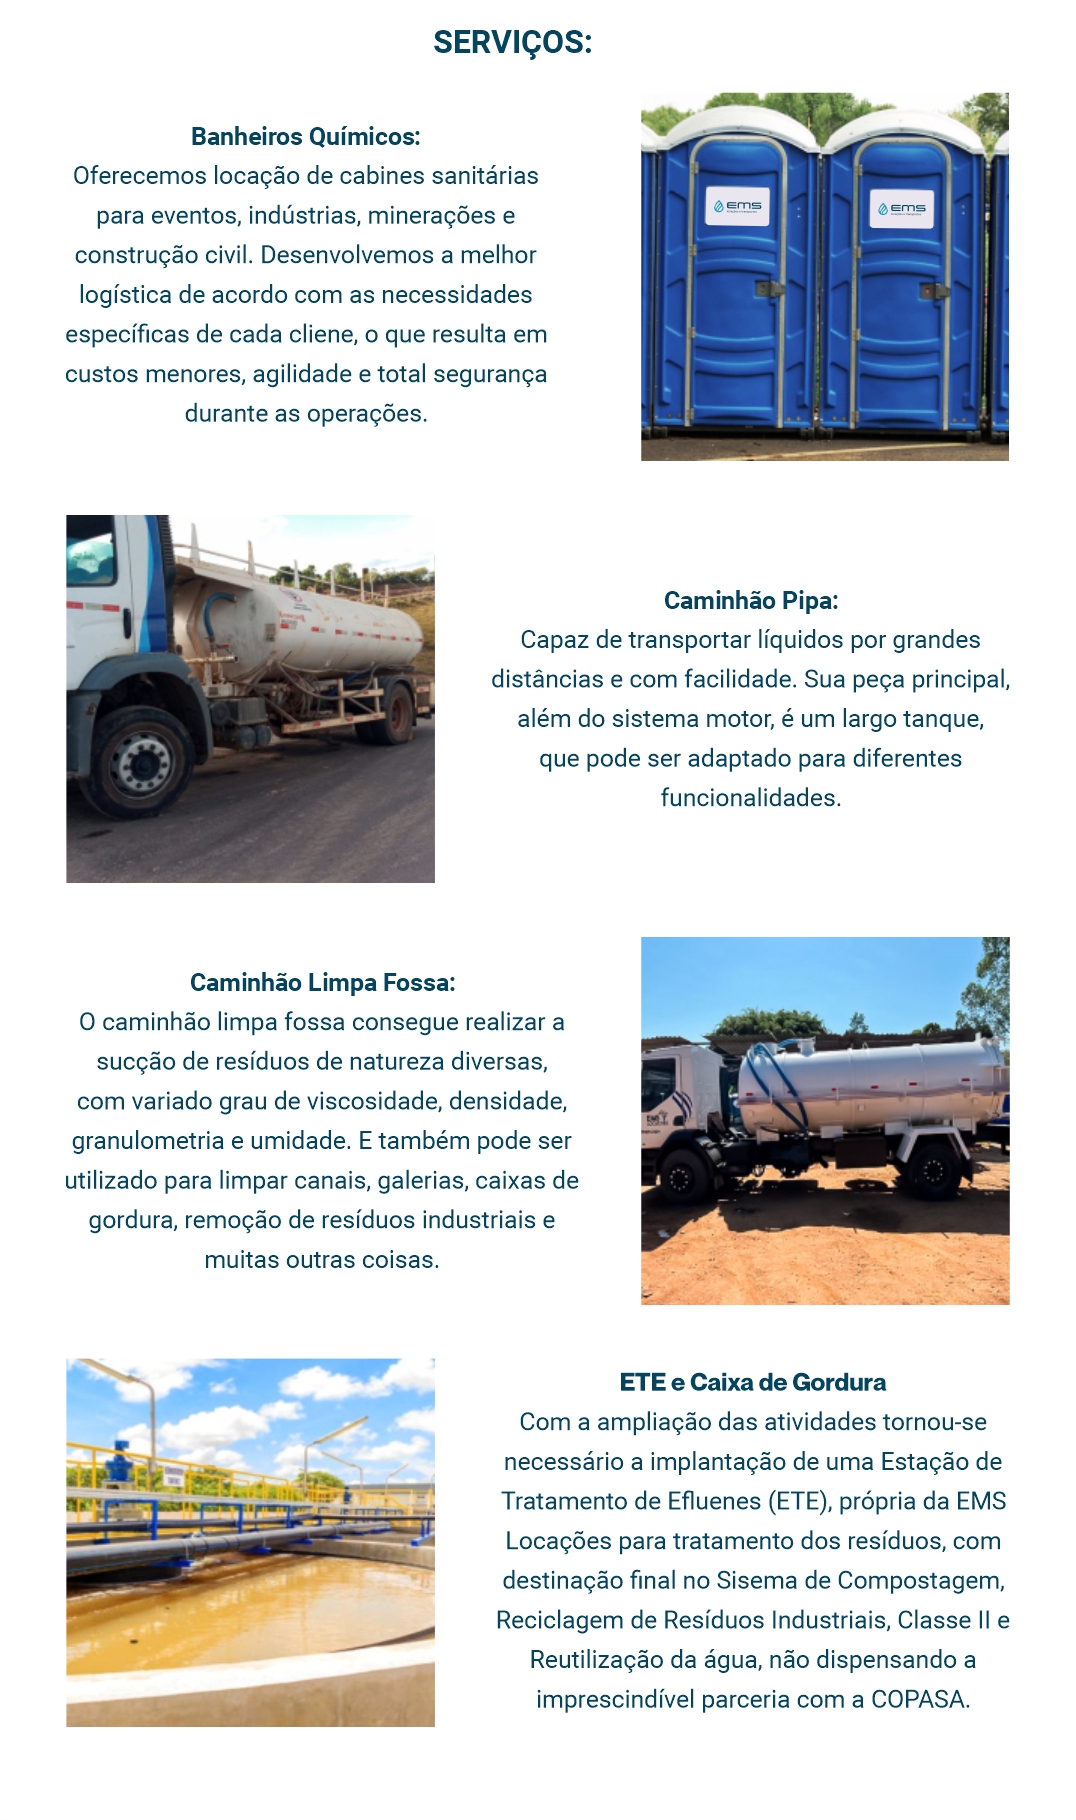 SERVIÇOS:
Banheiros Químicos:
Oferecemos locação de cabines sanitárias
para eventos, indústrias, minerações e
construção civil. Desenvolvemos a melhor
logística de acordo com as necessidades
específicas de cada cliene, o que resulta em
custos menores, agilidade e total segurança
durante as operações.
EMS
EMS
Caminhão Pipa:
Capaz de transportar líquidos por grandes
distâncias e com facilidade. Sua peça principal,
além do sistema motor, é um largo tanque,
que pode ser adaptado para diferentes
funcionalidades.
Caminhão Limpa Fossa:
O caminhão limpa fossa consegue realizar a
sucção de resíduos de natureza diversas,
com variado grau de viscosidade, densidade,
granulometria e umidade. E também pode ser
utilizado para limpar canais, galerias, caixas de
gordura, remoção de resíduos industriais e
muitas outras coisas.
ETE e Caixa de Gordura
Com a ampliação das atividades tornou-se
necessário a implantação de uma Estação de
Tratamento de Efluenes (ETE), própria da EMS
Locações para tratamento dos resíduos, com
destinação final no Sisema de Compostagem,
Reciclagem de Resíduos Industriais, Classe II e
Reutilização da água, não dispensando a
imprescindível parceria com a COPASA.